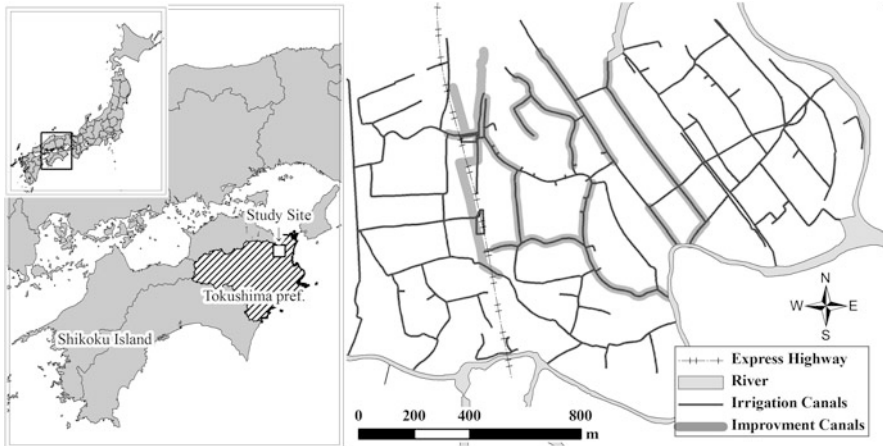 Study Site
Tokushima pref.
Shikoku Island
N
W E
S
Express Highway
River
Irrigation Canals
Improvment Canals
0 200 400 800
m